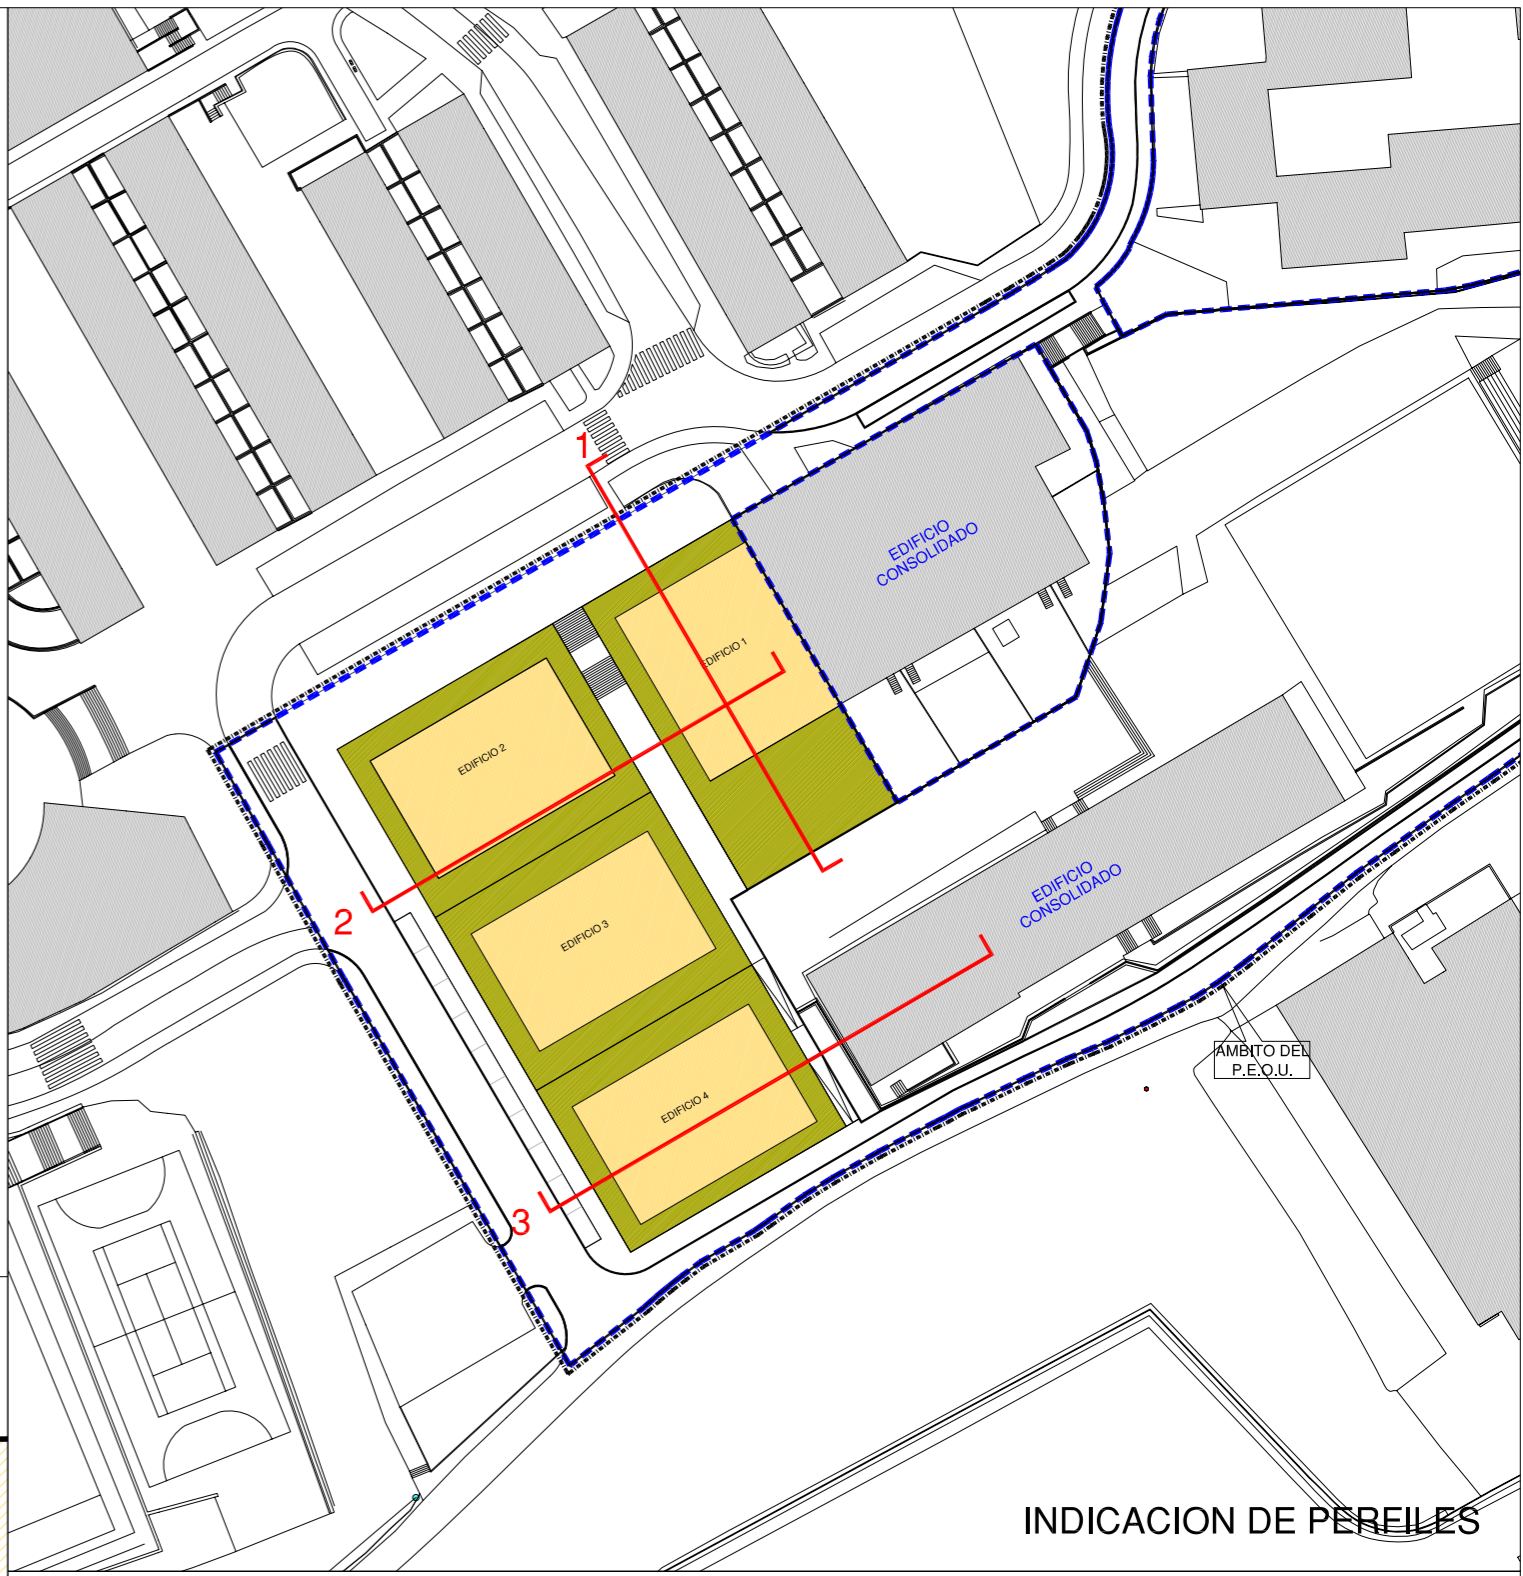 1
EDIFICIO
CONSOLIDADO
EDIFICIO 1
EDIFICIO 2
2
EDIFICIO 3
EDIFICIO
CONSOLIDADO
AMBITO DEL
P.E.O.U.
EDIFICIO 4
3
INDICACION DE PERFILES